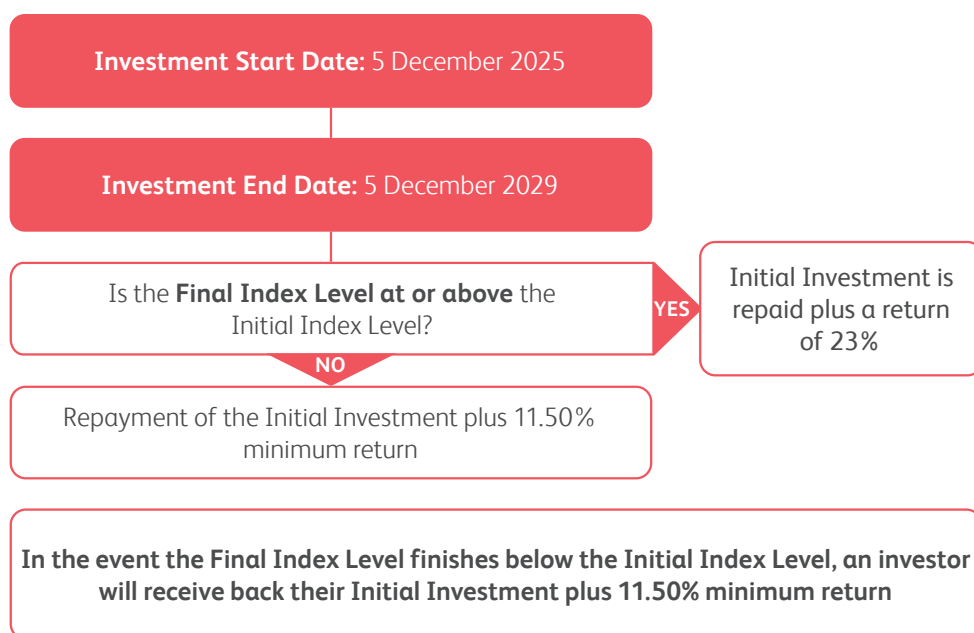 Investment Start Date: 5 December 2025
Investment End Date: 5 December 2029
Is the Final Index Level at or above the
Initial Index Level?
YES
Initial Investment is
repaid plus a return
of 23%
NO
Repayment of the Initial Investment plus 11.50%
minimum return
In the event the Final Index Level finishes below the Initial Index Level, an investor
will receive back their Initial Investment plus 11.50% minimum return